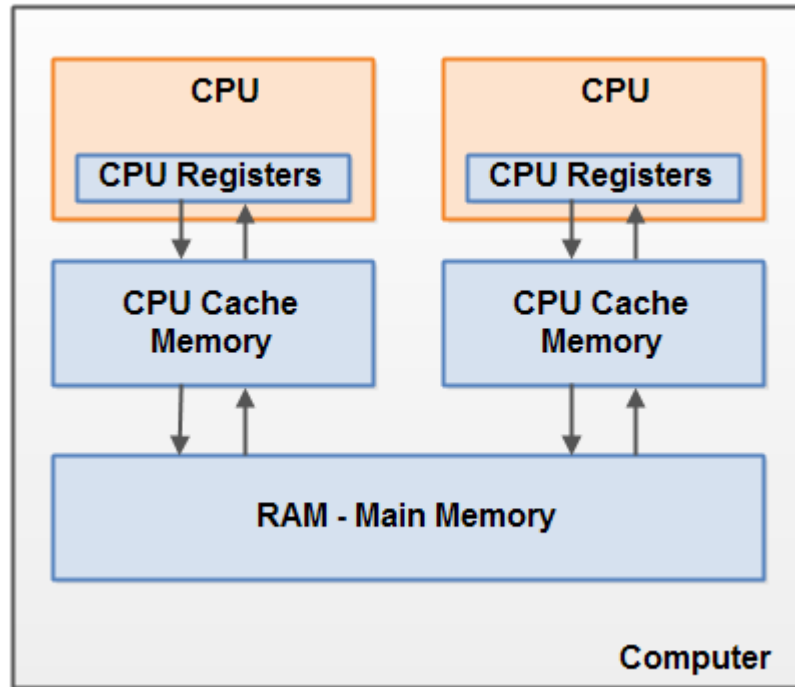 CPU
CPU
CPU Registers
CPU Registers
CPU Cache
Memory
CPU Cache
Memory
RAM - Main Memory
Computer